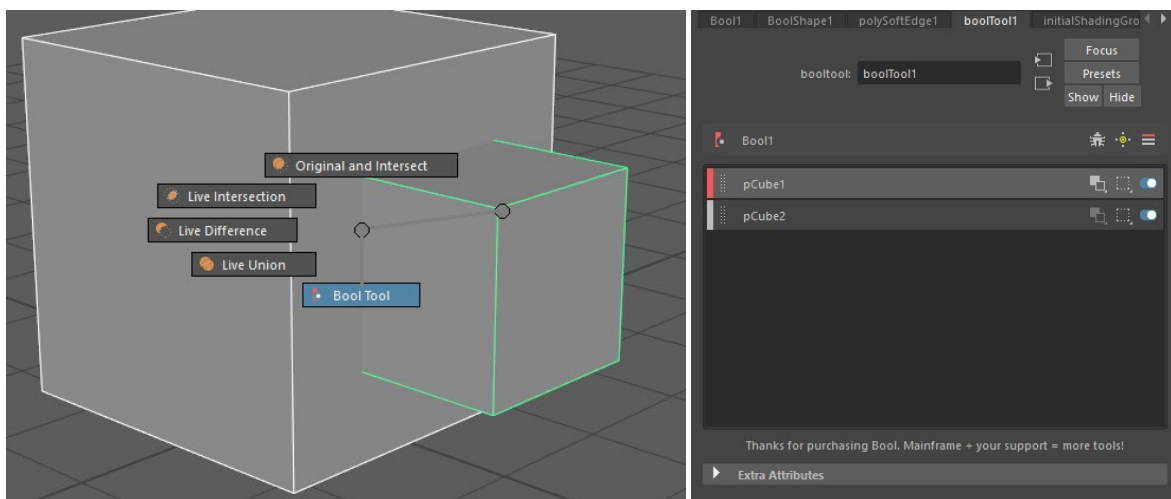 Original and Intersect
Live Intersection
Live Difference
Live Union
Bool Tool
Bool1 BoolShape1 polySoftEdge1 boolTool1 initialShadingGro
booltool: boolTool1
Focus
Presets
Show Hide
Bool1
pCube1
pCube2
Thanks for purchasing Bool. Mainframe + your support = more tools!
Extra Attributes